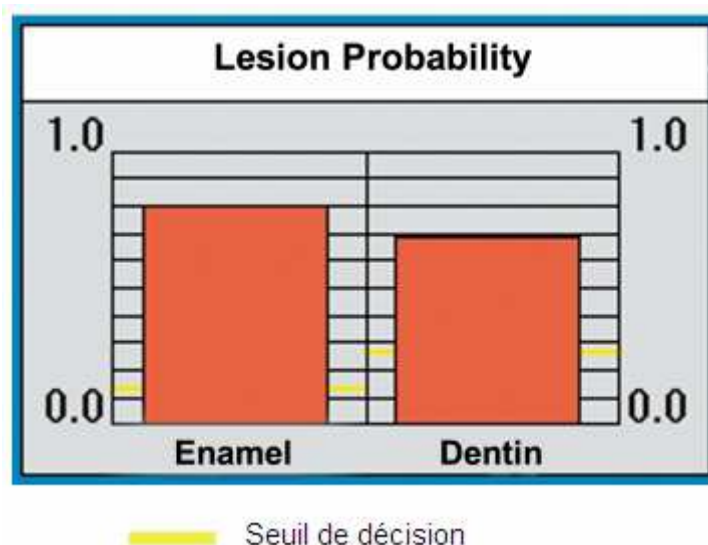 Lesion Probability
1.0 1.0
0.0 0.0
Enamel Dentin
Seuil de décision